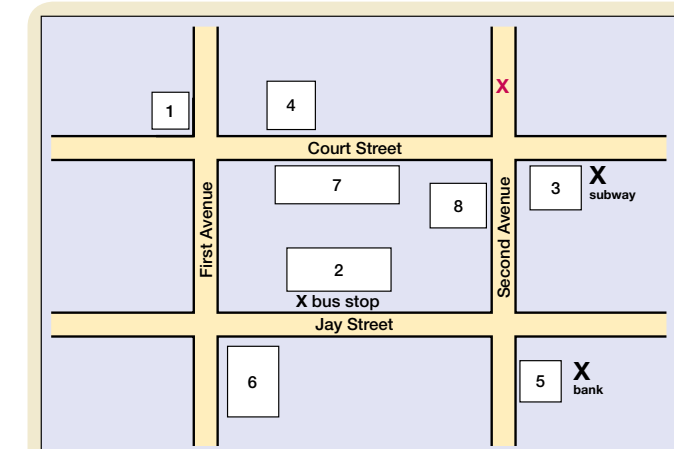 X
1
4
Court Street
7
3
X
subway
8
First Avenue
Second Avenue
2
X bus stop
Jay Street
6
5
X
bank